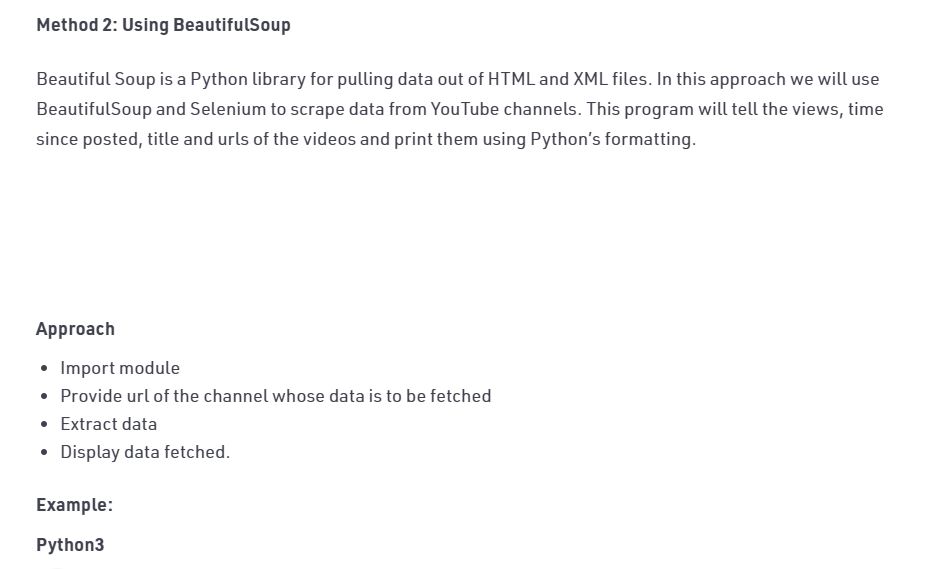 Method 2: Using BeautifulSoup
Beautiful Soup is a Python library for pulling data out of HTML and XML files. In this approach we will use
BeautifulSoup and Selenium to scrape data from YouTube channels. This program will tell the views, time
since posted, title and urls of the videos and print them using Python’s formatting.
Approach
• Import module
• Provide url of the channel whose data is to be fetched
• Extract data
• Display data fetched.
Example:
Python3